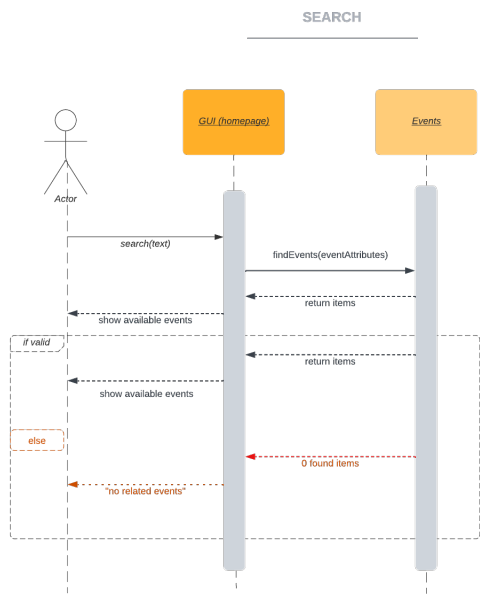 SEARCH
GUI (homepage)
Events
Actor
search(text)
findEvents(eventAttributes)
return items
show available events
if valid
return items
show available events
else
0 found items
"no related events"